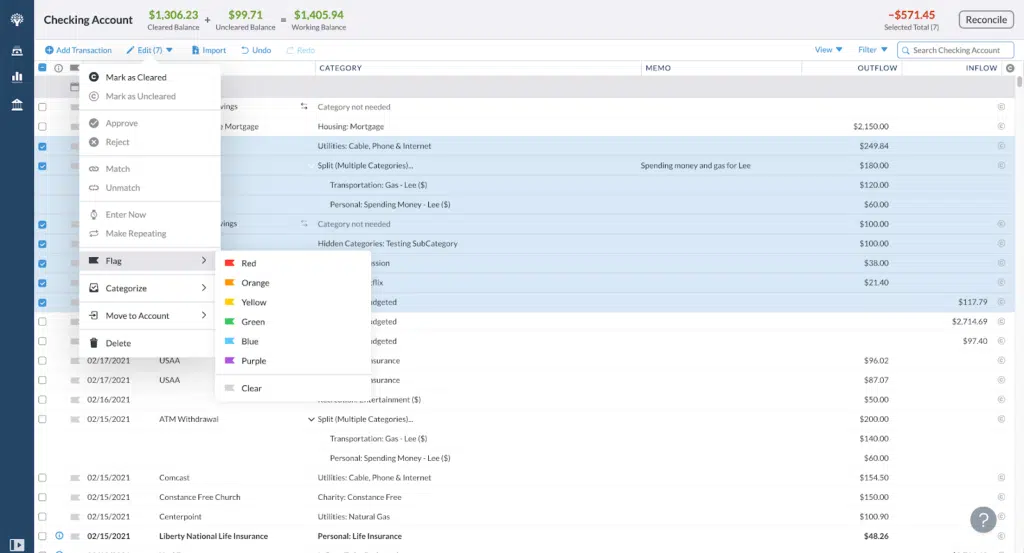 Checking Account $1,306.23 + $99.71 = $1,405.94 -$571.45 Reconcile
Cleared Balance Uncleared Balance Working Balance Selected Total (7)
Add Transaction Edit (7) Import Undo Redo View Filter Search Checking Account
CATEGORY MEMO OUTFLOW INFLOW
Mark as Cleared
Mark as Uncleared
vings Category not needed
Approve
e Mortgage Housing: Mortgage $2,150.00
Reject
Utilities: Cable, Phone & Internet $249.84
Match Split (Multiple Categories)... Spending money and gas for Lee $180.00
Unmatch Transportation: Gas - Lee ($) $120.00
Personal: Spending Money - Lee ($) $60.00
Enter Now
vings Category not needed $100.00
Make Repeating
Hidden Categories: Testing SubCategory $100.00
Flag Red ssion $38.00
Orange flix $21.40
Categorize
Yellow udgeted $117.79
Move to Account Green udgeted $2,714.69
Delete Blue udgeted $97.40
02/17/2021 USAA Purple nsurance $96.02
02/17/2021 USAA Clear nsurance $87.07
02/16/2021 ntertainment ($) $50.00
02/15/2021 ATM Withdrawal Split (Multiple Categories)... $200.00
Transportation: Gas - Lee ($) $140.00
Personal: Spending Money - Lee ($) $60.00
02/15/2021 Comcast Utilities: Cable, Phone & Internet $154.50
02/15/2021 Constance Free Church Charity: Constance Free $150.00
02/15/2021 Centerpoint Utilities: Natural Gas $100.90
02/15/2021 Liberty National Life Insurance Personal: Life Insurance $48.26
?